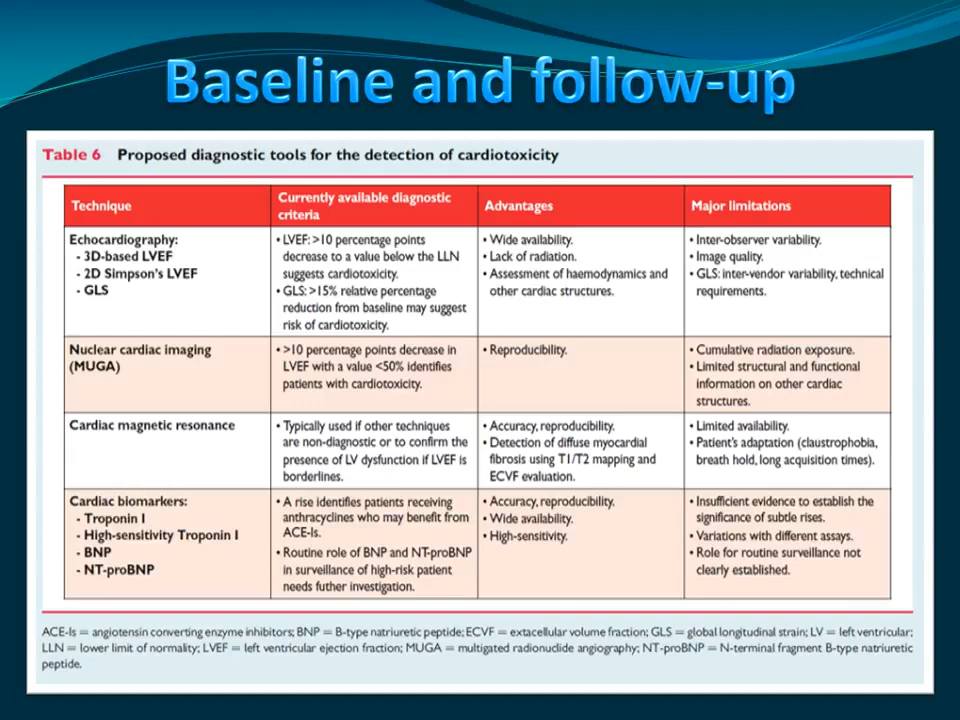 Baseline and follow-up
Table 6 Proposed diagnostic tools for the detection of cardiotoxicity
Technique
Currently available diagnostic
criteria
Advantages
Major limitations
Echocardiography:
- 3D-based LVEF
- 2D Simpson's LVEF
- GLS
• LVEF: >10 percentage points
decrease to a value below the LLN
suggests cardiotoxicity.
• GLS: >15% relative percentage
reduction from baseline may suggest
risk of cardiotoxicity.
• Wide availability.
• Lack of radiation.
• Assessment of haemodynamics and
other cardiac structures.
• Inter-observer variability.
• Image quality.
• GLS: inter-vendor variability, technical
requirements.
Nuclear cardiac imaging
(MUGA)
• >10 percentage points decrease in
LVEF with a value <50% identifies
patients with cardiotoxicity.
• Reproducibility.
• Cumulative radiation exposure.
• Limited structural and functional
information on other cardiac
structures.
Cardiac magnetic resonance
• Typically used if other techniques
are non-diagnostic or to confirm the
presence of LV dysfunction if LVEF is
borderlines.
• Accuracy, reproducibility.
• Detection of diffuse myocardial
fibrosis using T1/T2 mapping and
ECVF evaluation.
• Limited availability.
• Patient's adaptation (claustrophobia,
breath hold, long acquisition times).
Cardiac biomarkers:
- Troponin I
- High-sensitivity Troponin I
- BNP
- NT-proBNP
• A rise identifies patients receiving
anthracyclines who may benefit from
ACE-Is.
• Routine role of BNP and NT-proBNP
in surveillance of high-risk patient
needs futher investigation.
• Accuracy, reproducibility.
• Wide availability.
• High-sensitivity.
• Insufficient evidence to establish the
significance of subtle rises.
• Variations with different assays.
• Role for routine surveillance not
clearly established.
ACE-Is = angiotensin converting enzyme inhibitors; BNP = B-type natriuretic peptide; ECVF = extacellular volume fraction; GLS = global longitudinal strain; LV = left ventricular;
LLN = lower limit of normality; LVEF = left ventricular ejection fraction; MUGA = multigated radionuclide angiography; NT-proBNP = N-terminal fragment B-type natriuretic
peptide.